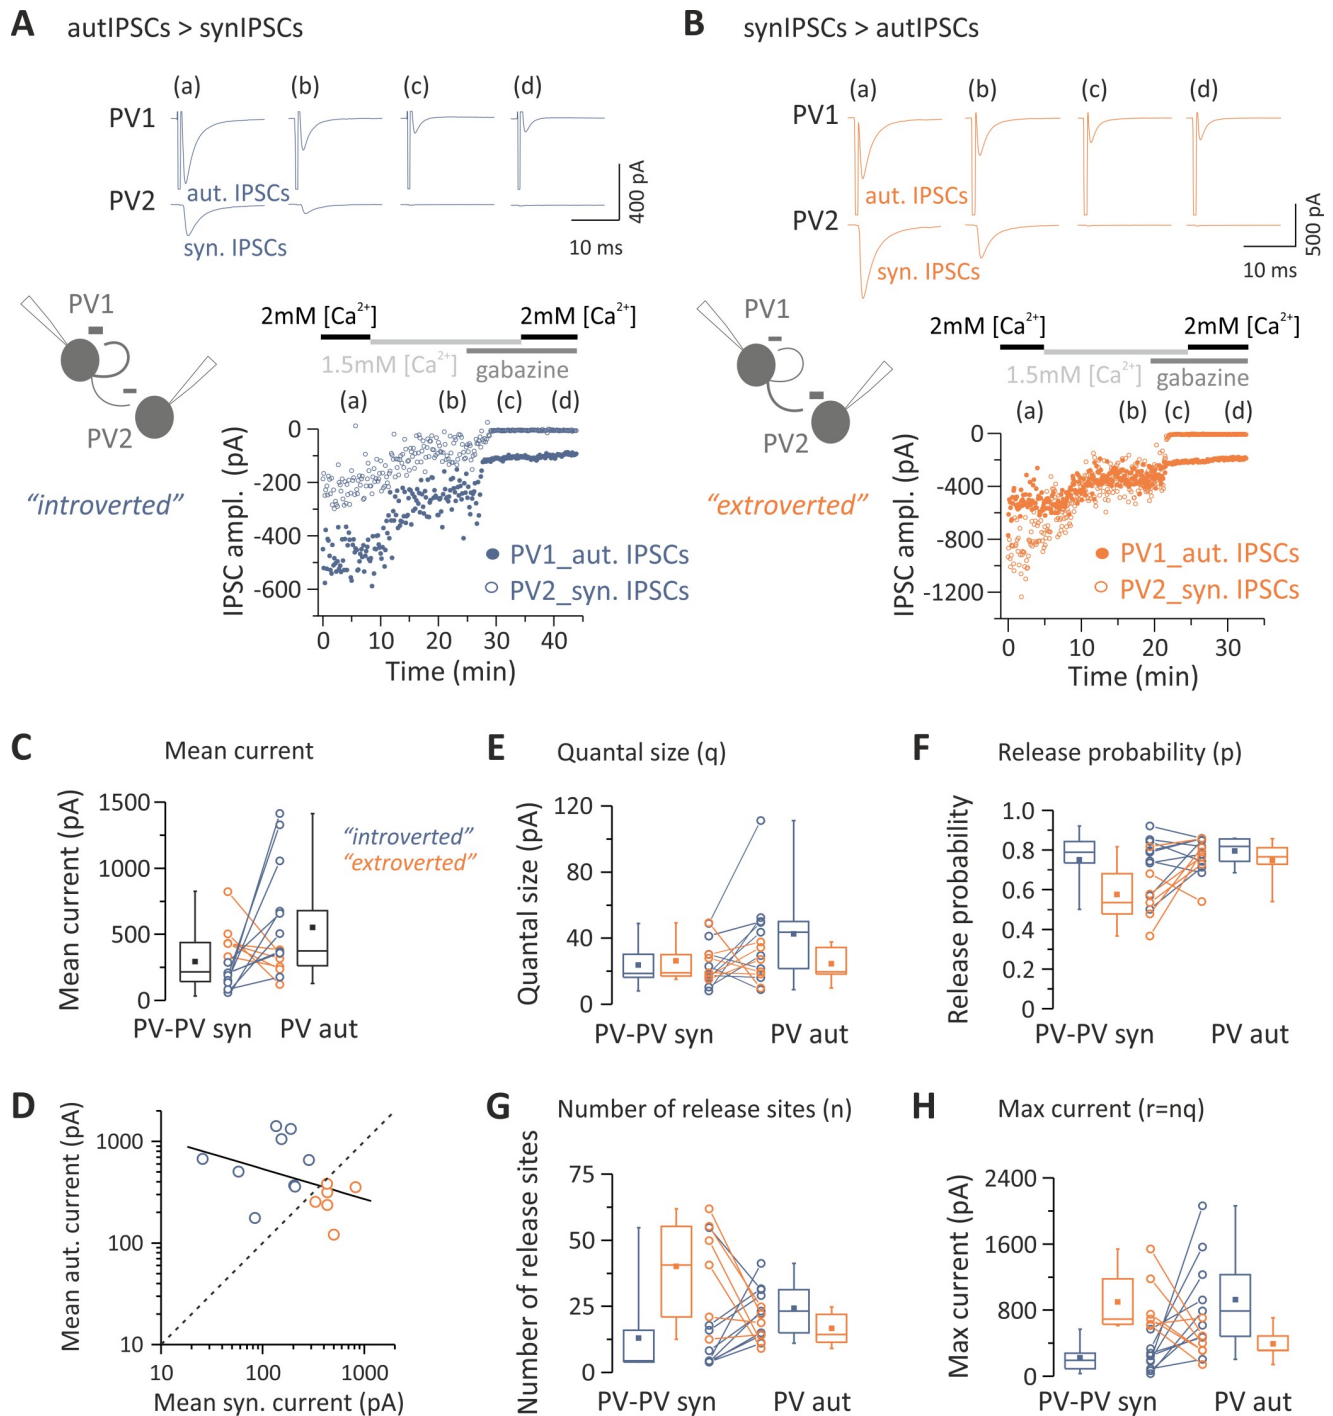 A autIPSCs > synIPSCs
(a) (b) (c) (d)
PV1
aut. IPSCs
PV2
syn. IPSCs
400 pA
10 ms
PV1
PV2
"introverted"
2mM [Ca²⁺] 2mM [Ca²⁺]
1.5mM [Ca²⁺]
gabazine
(a) (b) (c) (d)
IPSC ampl. (pA)
0
-200
-400
-600
PV1_aut. IPSCs
PV2_syn. IPSCs
0 10 20 30 40
Time (min)
B synIPSCs > autIPSCs
(a) (b) (c) (d)
PV1
aut. IPSCs
PV2
syn. IPSCs
500 pA
10 ms
PV1
PV2
"extroverted"
2mM [Ca²⁺] 2mM [Ca²⁺]
1.5mM [Ca²⁺]
gabazine
(a) (b) (c) (d)
IPSC ampl. (pA)
0
-400
-800
-1200
PV1_aut. IPSCs
PV2_syn. IPSCs
0 10 20 30
Time (min)
C Mean current
Mean current (pA)
1500
1000
500
0
"introverted"
"extroverted"
PV-PV syn PV aut
E Quantal size (q)
Quantal size (pA)
120
80
40
0
PV-PV syn PV aut
F Release probability (p)
Release probability
1.0
0.8
0.6
0.4
0.2
0
PV-PV syn PV aut
D
Mean aut. current (pA)
1000
100
10
10 100 1000
Mean syn. current (pA)
G Number of release sites (n)
Number of release sites
75
50
25
0
PV-PV syn PV aut
H Max current (r=nq)
Max current (pA)
2400
1600
800
0
PV-PV syn PV aut